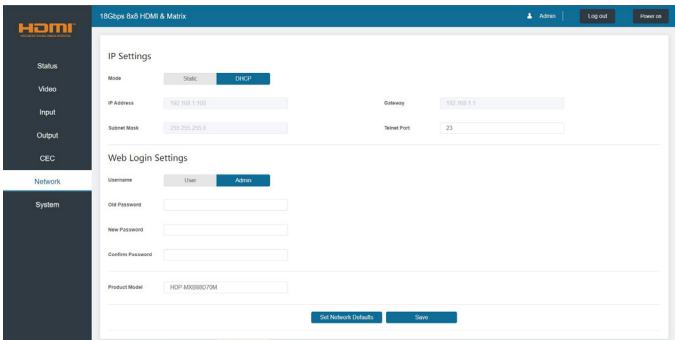 HDMI
18Gbps 8x8 HDMI & Matrix
Admin
Log out
Power on
Status
Video
Input
Output
CEC
Network
System
IP Settings
Mode
Static
DHCP
IP Address
192.168.1.100
Gateway
192.168.1.1
Subnet Mask
255.255.255.0
Telnet Port
23
Web Login Settings
Username
User
Admin
Old Password
New Password
Confirm Password
Product Model
Set Network Defaults
Save